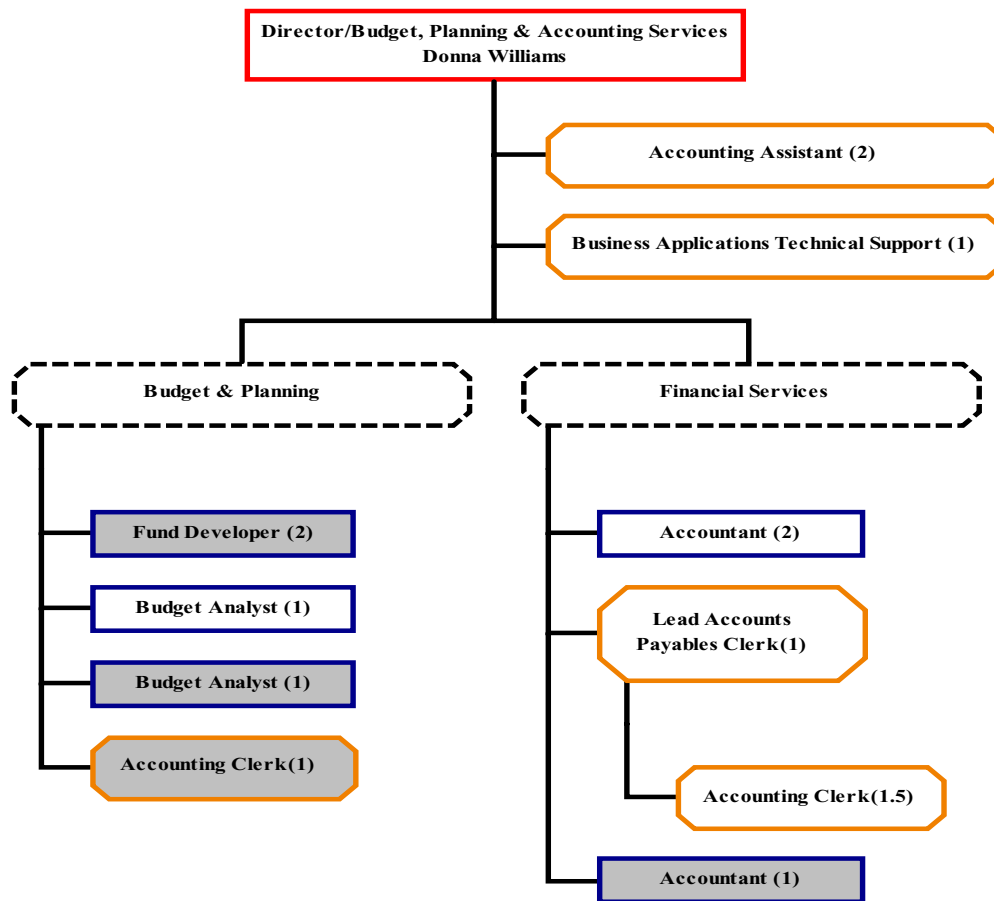 Director/Budget, Planning & Accounting Services
Donna Williams
Accounting Assistant (2)
Business Applications Technical Support (1)
Budget & Planning
Financial Services
Fund Developer (2)
Budget Analyst (1)
Budget Analyst (1)
Accounting Clerk(1)
Accountant (2)
Lead Accounts
Payables Clerk(1)
Accounting Clerk(1.5)
Accountant (1)